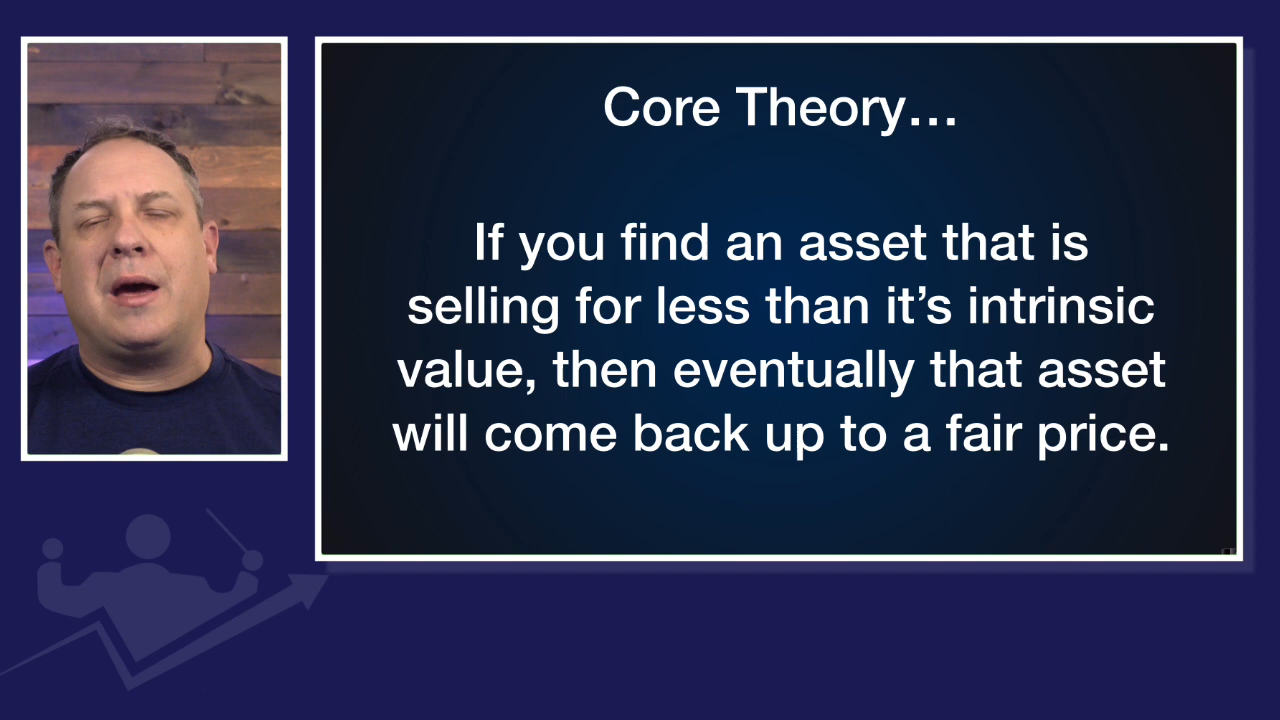 Core Theory…
If you find an asset that is
selling for less than it’s intrinsic
value, then eventually that asset
will come back up to a fair price.